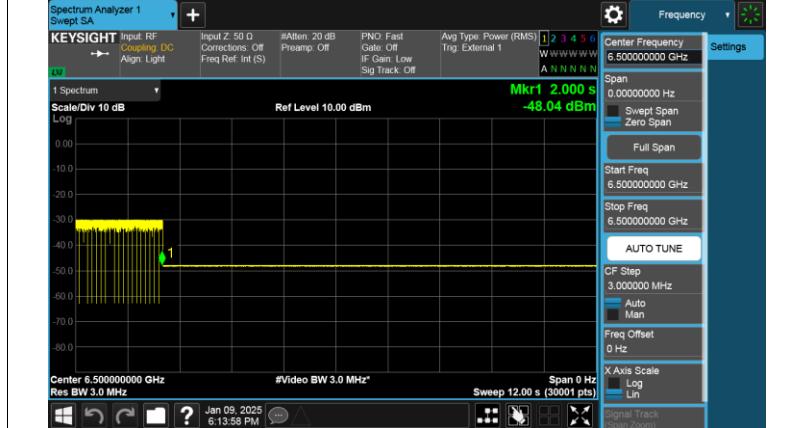 Spectrum Analyzer 1
Swept SA
Frequency
KEYSIGHT
Input: RF
Coupling: DC
Align: Light
Input Z: 50 Ω
Corrections: Off
Freq Ref: Int (S)
#Atten: 20 dB
Preamp: Off
PNO: Fast
Gate: Off
IF Gain: Low
Sig Track: Off
Avg Type: Power (RMS)
Trig: External 1
1 2 3 4 5 6
W W W W W W
A N N N N N
LXI
1 Spectrum
Scale/Div 10 dB
Log
Ref Level 10.00 dBm
Mkr1 2.000 s
-48.04 dBm
0.00
-10.0
-20.0
-30.0
-40.0
-50.0
-60.0
-70.0
-80.0
1
Center 6.500000000 GHz
Res BW 3.0 MHz
#Video BW 3.0 MHz*
Span 0 Hz
Sweep 12.00 s (30001 pts)
Center Frequency
6.500000000 GHz
Settings
Span
0.00000000 Hz
Swept Span
Zero Span
Full Span
Start Freq
6.500000000 GHz
Stop Freq
6.500000000 GHz
AUTO TUNE
CF Step
3.000000 MHz
Auto
Man
Freq Offset
0 Hz
X Axis Scale
Log
Lin
Signal Track
(Span Zoom)
?
Jan 09, 2025
6:13:58 PM